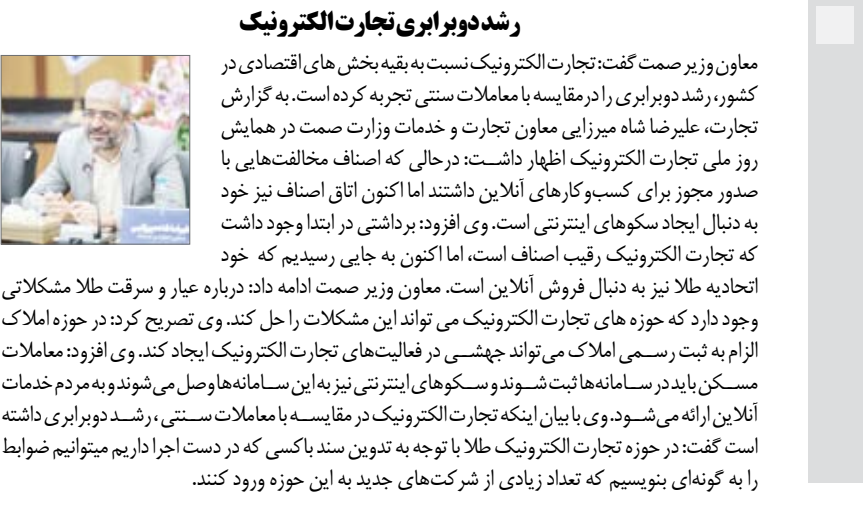 رشد دو برابری تجارت الکترونیک
معاون وزیر صمت گفت: تجارت الکترونیک نسبت به بقیه بخش های اقتصادی در
کشور، رشد دو برابری را در مقایسه با معاملات سنتی تجربه کرده است. به گزارش
تجارت، علیرضا شاه میرزایی معاون تجارت و خدمات وزارت صمت در همایش
روز ملی تجارت الکترونیک اظهار داشت: درحالی که اصناف مخالفت‌هایی با
صدور مجوز برای کسب‌وکارهای آنلاین داشتند اما اکنون اتاق اصناف نیز خود
به دنبال ایجاد سکوهای اینترنتی است. وی افزود: برداشتی در ابتدا وجود داشت
که تجارت الکترونیک رقیب اصناف است، اما اکنون به جایی رسیدیم که خود
اتحادیه طلا نیز به دنبال فروش آنلاین است. معاون وزیر صمت ادامه داد: درباره عیار و سرقت طلا مشکلاتی
وجود دارد که حوزه های تجارت الکترونیک می تواند این مشکلات را حل کند. وی تصریح کرد: در حوزه املاک
الزام به ثبت رسمی املاک می‌تواند جهشی در فعالیت‌های تجارت الکترونیک ایجاد کند. وی افزود: معاملات
مسکن باید در سامانه‌ها ثبت شوند و سکوهای اینترنتی نیز به این سامانه‌ها وصل می‌شوند و به مردم خدمات
آنلاین ارائه می‌شود. وی با بیان اینکه تجارت الکترونیک در مقایسه با معاملات سنتی، رشد دو برابری داشته
است گفت: در حوزه تجارت الکترونیک طلا با توجه به تدوین سند باکسی که در دست اجرا داریم میتوانیم ضوابط
را به گونه‌ای بنویسیم که تعداد زیادی از شرکت‌های جدید به این حوزه ورود کنند.